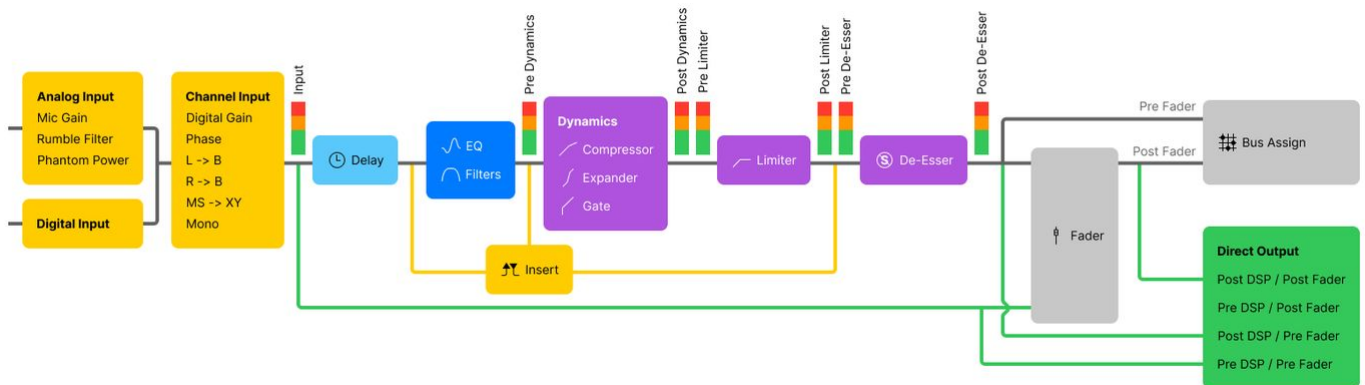 Analog Input
Mic Gain
Rumble Filter
Phantom Power
Digital Input
Channel Input
Digital Gain
Phase
L -> B
R -> B
MS -> XY
Mono
Input
Delay
EQ
Filters
Pre Dynamics
Insert
Dynamics
Compressor
Expander
Gate
Post Dynamics
Pre Limiter
Limiter
Post Limiter
Pre De-Esser
S
De-Esser
Post De-Esser
Fader
Pre Fader
Post Fader
Bus Assign
Direct Output
Post DSP / Post Fader
Pre DSP / Post Fader
Post DSP / Pre Fader
Pre DSP / Pre Fader